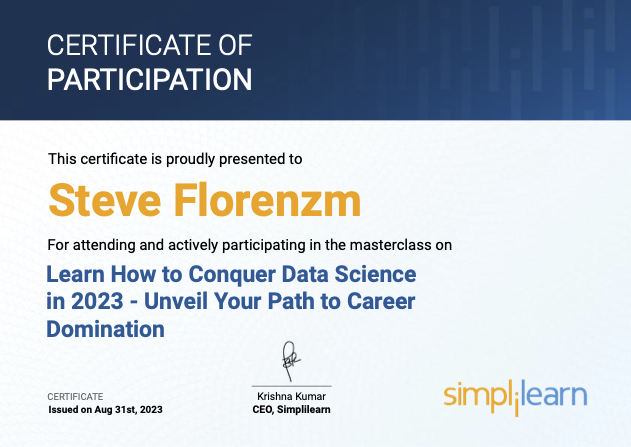 CERTIFICATE OF
PARTICIPATION
This certificate is proudly presented to
Steve Florenzm
For attending and actively participating in the masterclass on
Learn How to Conquer Data Science
in 2023 - Unveil Your Path to Career
Domination
CERTIFICATE
Issued on Aug 31st, 2023
Krishna Kumar
CEO, Simplilearn
simplilearn